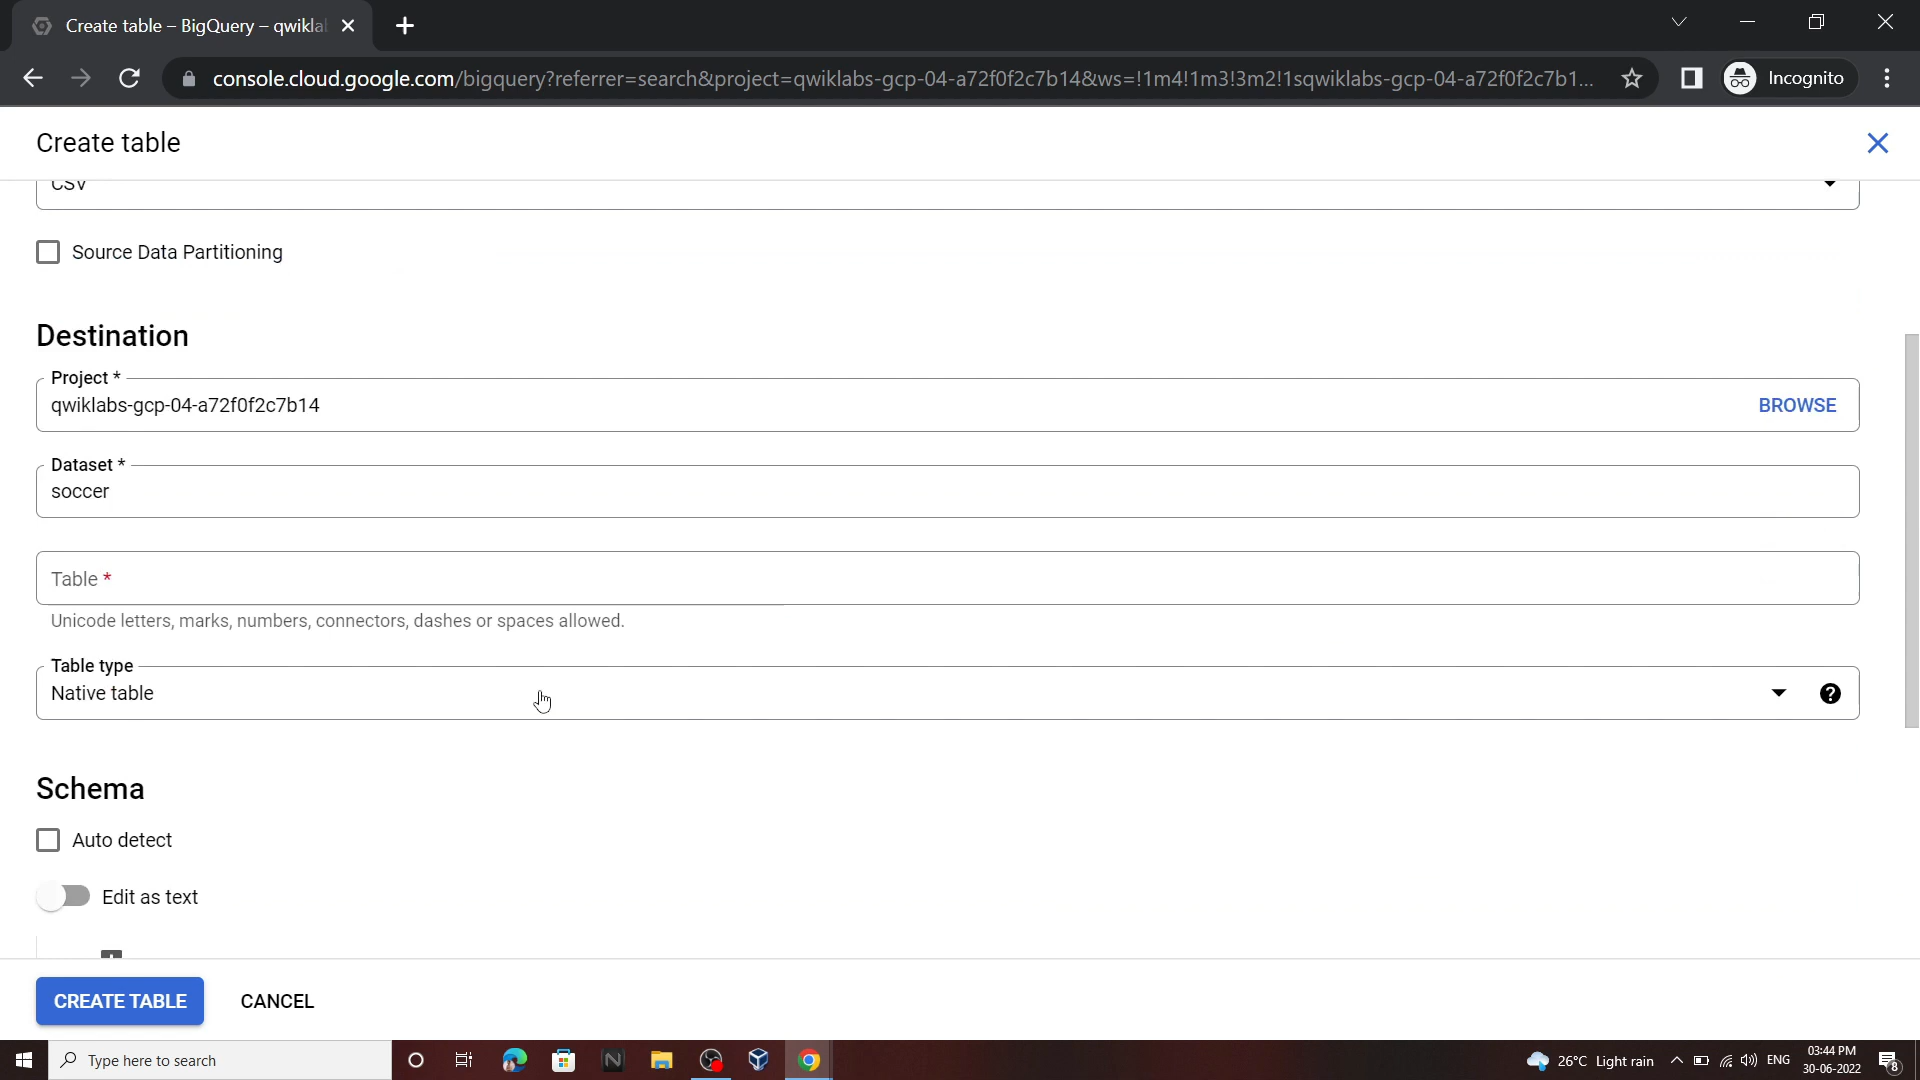 Create table – BigQuery – qwikla
console.cloud.google.com/bigquery?referrer=search&project=qwiklabs-gcp-04-a72f0f2c7b14&ws=!1m4!1m3!3m2!1sqwiklabs-gcp-04-a72f0f2c7b1...
Incognito
Create table
CSV
Source Data Partitioning
Destination
Project *
qwiklabs-gcp-04-a72f0f2c7b14
BROWSE
Dataset *
soccer
Table *
Unicode letters, marks, numbers, connectors, dashes or spaces allowed.
Table type
Native table
Schema
Auto detect
Edit as text
CREATE TABLE
CANCEL
Type here to search
26°C Light rain
ENG
03:44 PM
30-06-2022
8